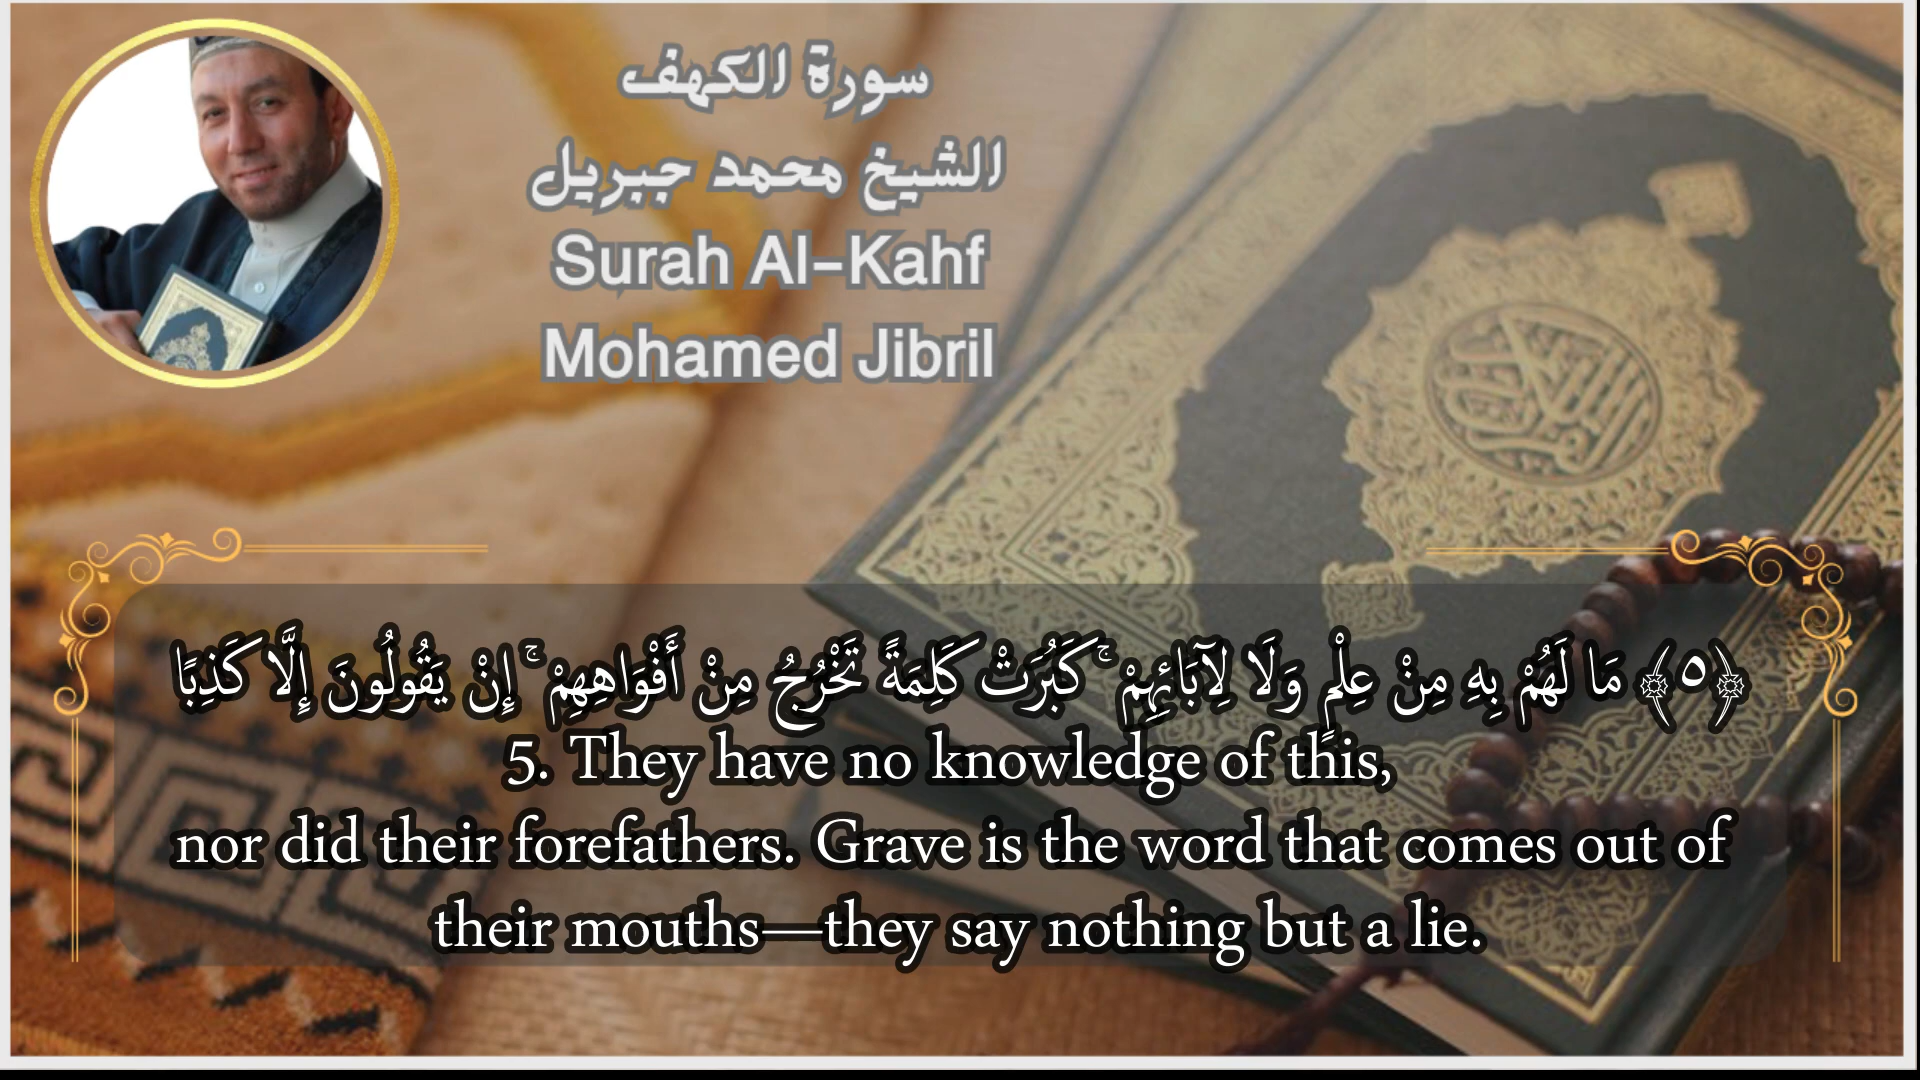 سورة الكهف
الشيخ محمد جبريل
Surah Al-Kahf
Mohamed Jibril
القرآن الكريم
﴿٥﴾ مَا لَهُمْ بِهِ مِنْ عِلْمٍ وَلَا لِآبَائِهِمْ ۚ كَبُرَتْ كَلِمَةً تَخْرُجُ مِنْ أَفْوَاهِهِمْ ۚ إِنْ يَقُولُونَ إِلَّا كَذِبًا
5. They have no knowledge of this,
nor did their forefathers. Grave is the word that comes out of
their mouths—they say nothing but a lie.